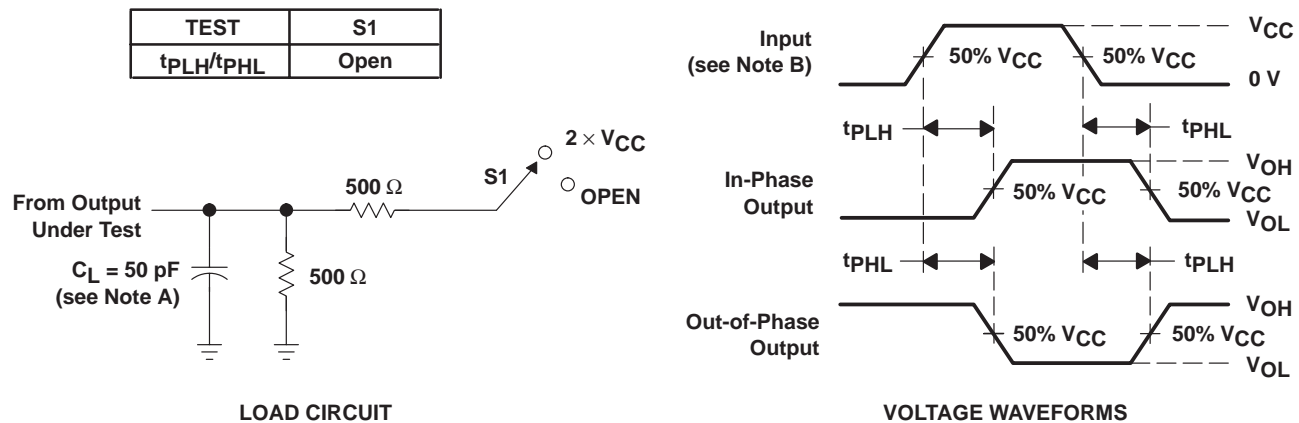 TEST S1
tPLH/tPHL Open
2 × VCC
S1
OPEN
500 Ω
From Output
Under Test
CL = 50 pF
(see Note A)
500 Ω
LOAD CIRCUIT
Input
(see Note B)
50% VCC
50% VCC
VCC
0 V
tPLH
tPHL
In-Phase
Output
50% VCC
50% VCC
VOH
VOL
tPHL
tPLH
Out-of-Phase
Output
50% VCC
50% VCC
VOH
VOL
VOLTAGE WAVEFORMS